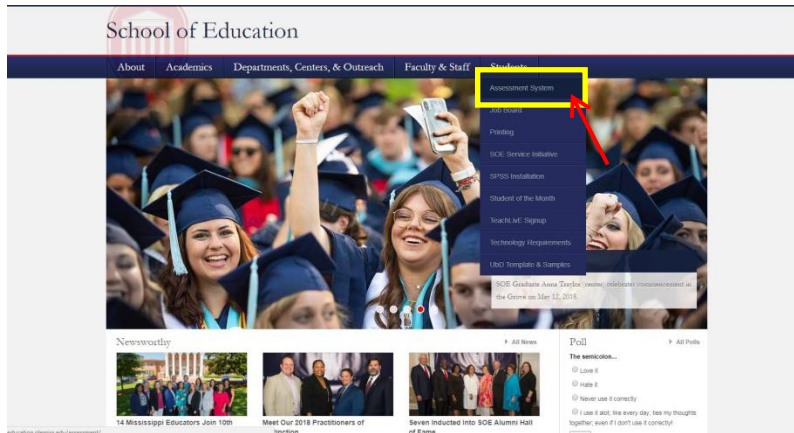 School of Education
About Academics Departments, Centers, & Outreach Faculty & Staff Students
Assessment System
Job Board
Printing
SOE Service Initiative
SPSS Installation
Student of the Month
TeachLivE Signup
Technology Requirements
UbD Template & Samples
SOE Graduate Anna Traylor (center) celebrates commencement in
the Grove on May 12, 2018.
Newsworthy
All News
14 Mississippi Educators Join 10th
Meet Our 2018 Practitioners of
Seven Inducted into SOE Alumni Hall
of Fame
Poll
All Polls
The semicolon...
Love it
Hate it
Never use it correctly
I use it alot; like every day; ties my thoughts
together; even if I don't use it correctly!